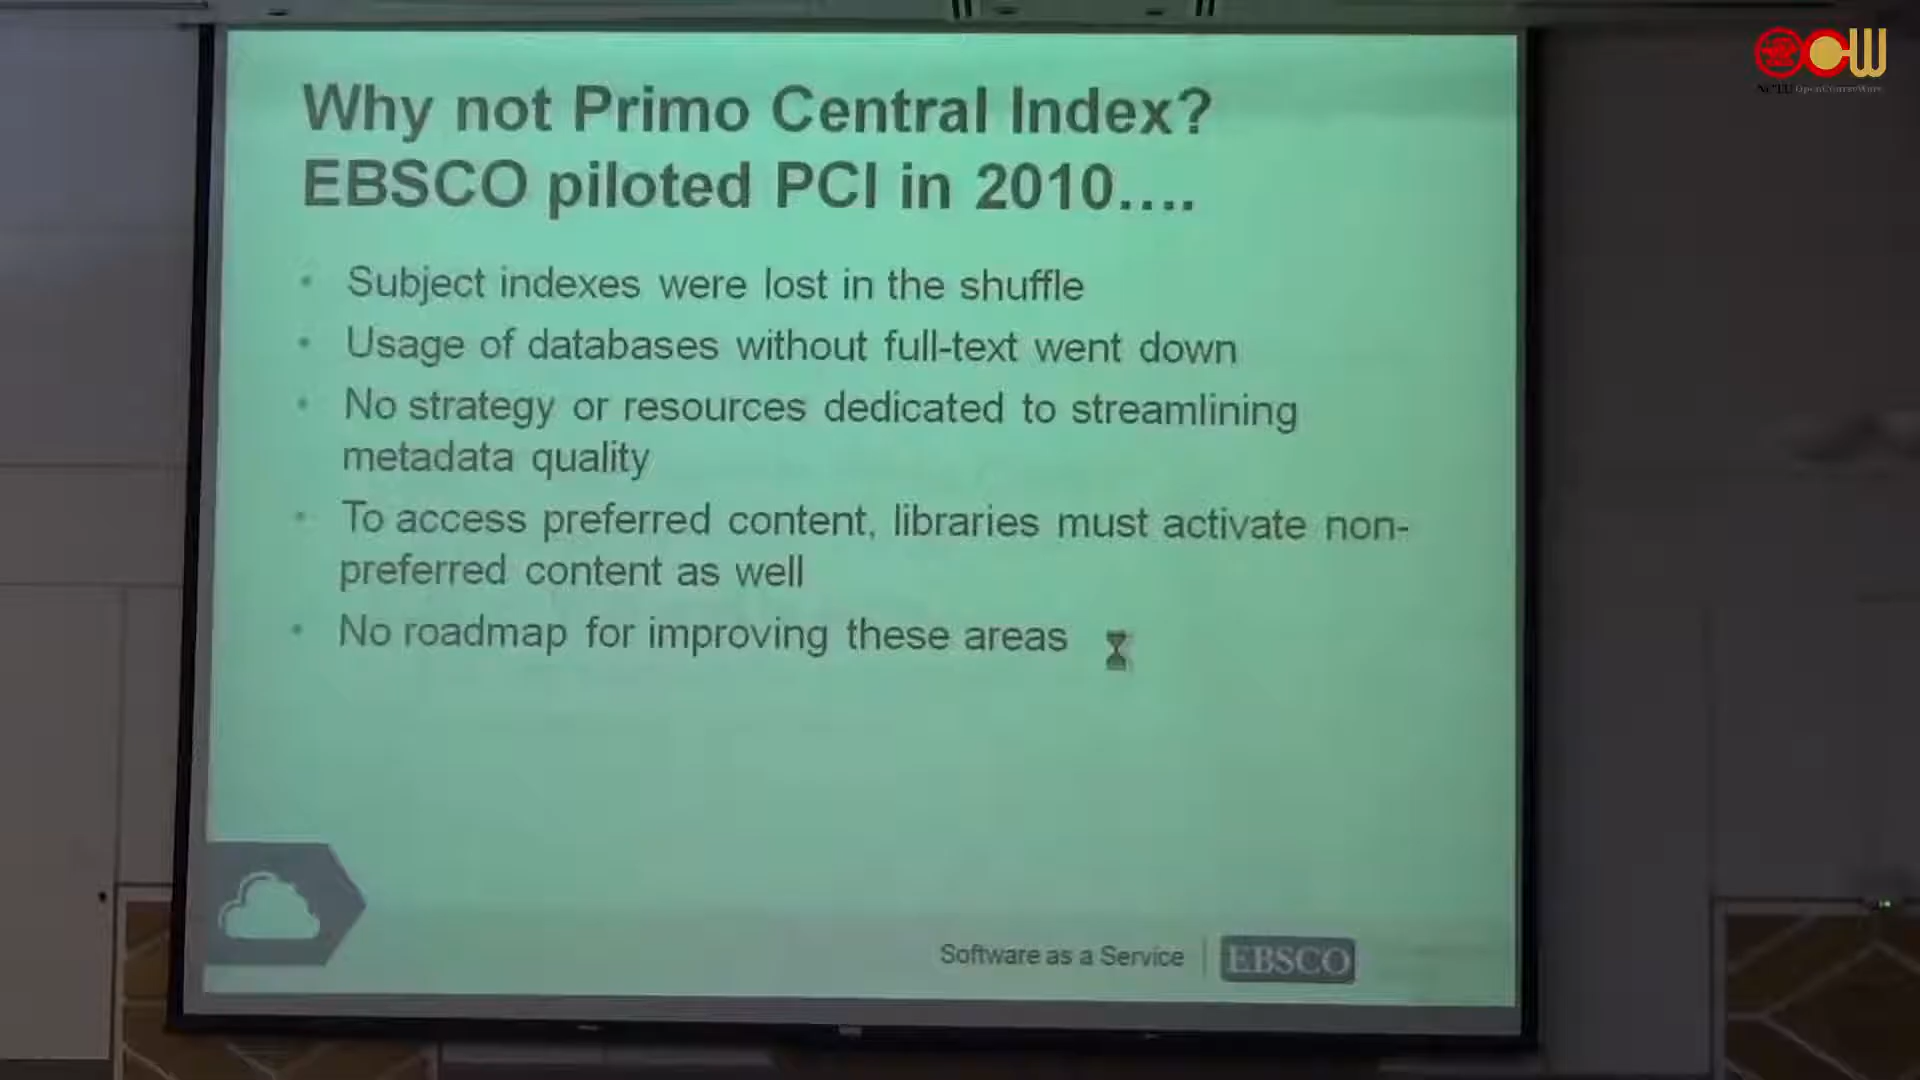 Why not Primo Central Index?
EBSCO piloted PCI in 2010....
• Subject indexes were lost in the shuffle
• Usage of databases without full-text went down
• No strategy or resources dedicated to streamlining
metadata quality
• To access preferred content, libraries must activate non-
preferred content as well
• No roadmap for improving these areas
Software as a Service
EBSCO
OpenCourseWare